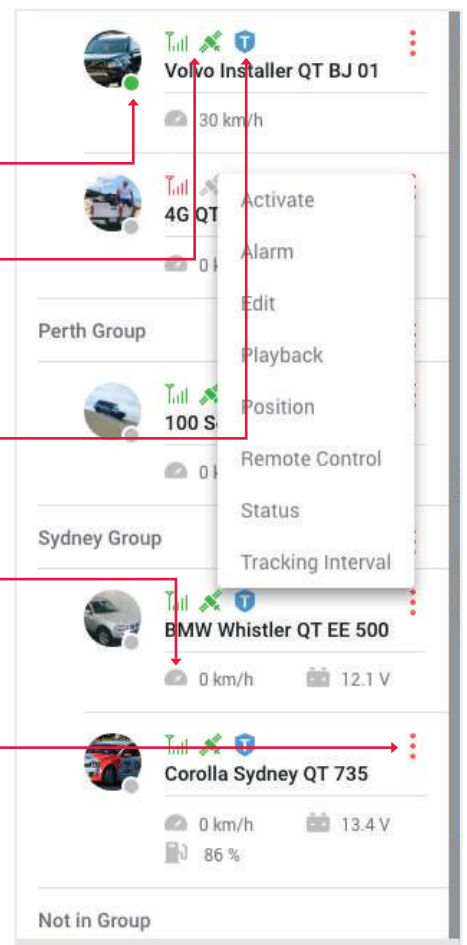 Volvo Installer QT BJ 01
30 km/h
4G QT
0 k
Activate
Alarm
Edit
Playback
Position
Remote Control
Status
Tracking Interval
Perth Group
100 S
0 k
Sydney Group
BMW Whistler QT EE 500
0 km/h 12.1 V
Corolla Sydney QT 735
0 km/h 13.4 V
86 %
Not in Group